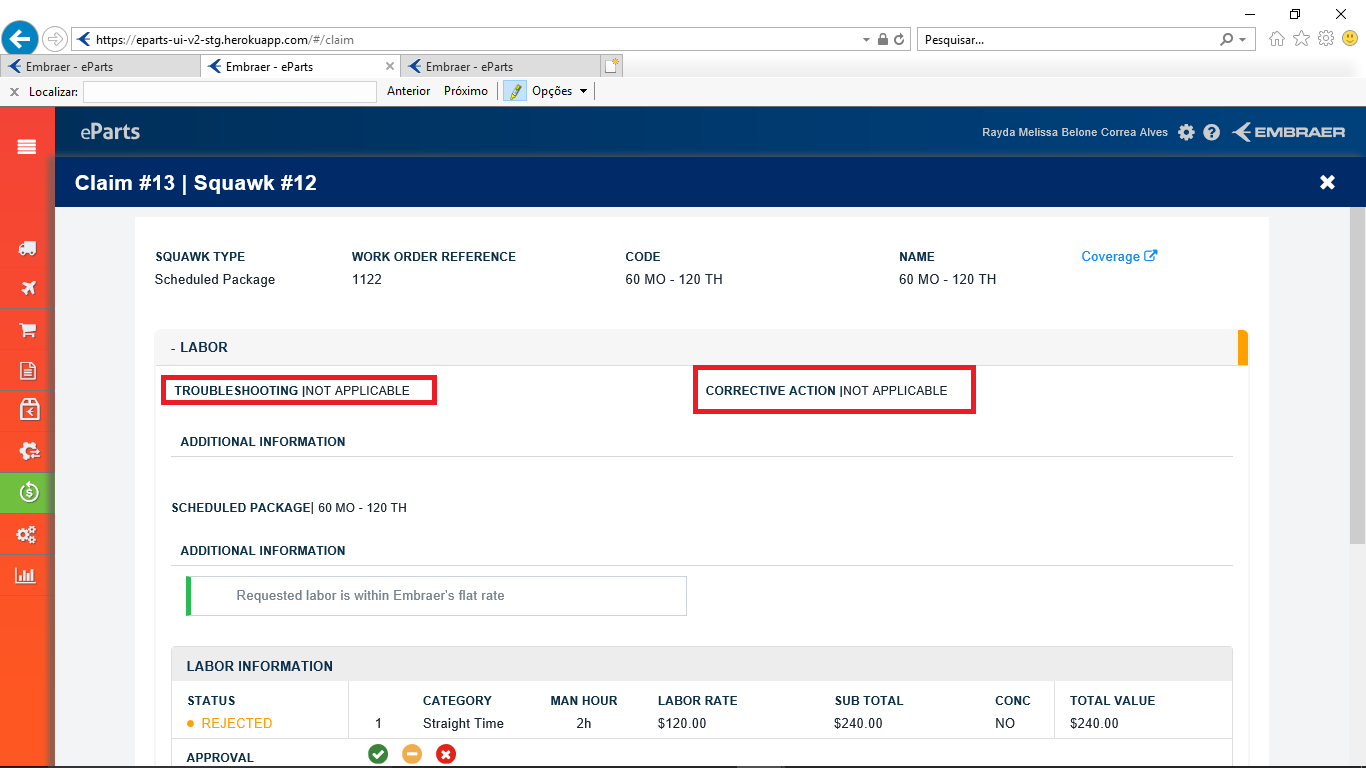 https://eparts-ui-v2-stg.herokuapp.com/#/claim
Pesquisar...
Embraer - eParts
Embraer - eParts
Embraer - eParts
Localizar:
Anterior Próximo Opções
eParts
Rayda Melissa Belone Correa Alves
EMBRAER
Claim #13 | Squawk #12
SQUAWK TYPE WORK ORDER REFERENCE CODE NAME Coverage
Scheduled Package 1122 60 MO - 120 TH 60 MO - 120 TH
- LABOR
TROUBLESHOOTING |NOT APPLICABLE CORRECTIVE ACTION |NOT APPLICABLE
ADDITIONAL INFORMATION
SCHEDULED PACKAGE| 60 MO - 120 TH
ADDITIONAL INFORMATION
Requested labor is within Embraer's flat rate
LABOR INFORMATION
STATUS CATEGORY MAN HOUR LABOR RATE SUB TOTAL CONC TOTAL VALUE
REJECTED 1 Straight Time 2h $120.00 $240.00 NO $240.00
APPROVAL